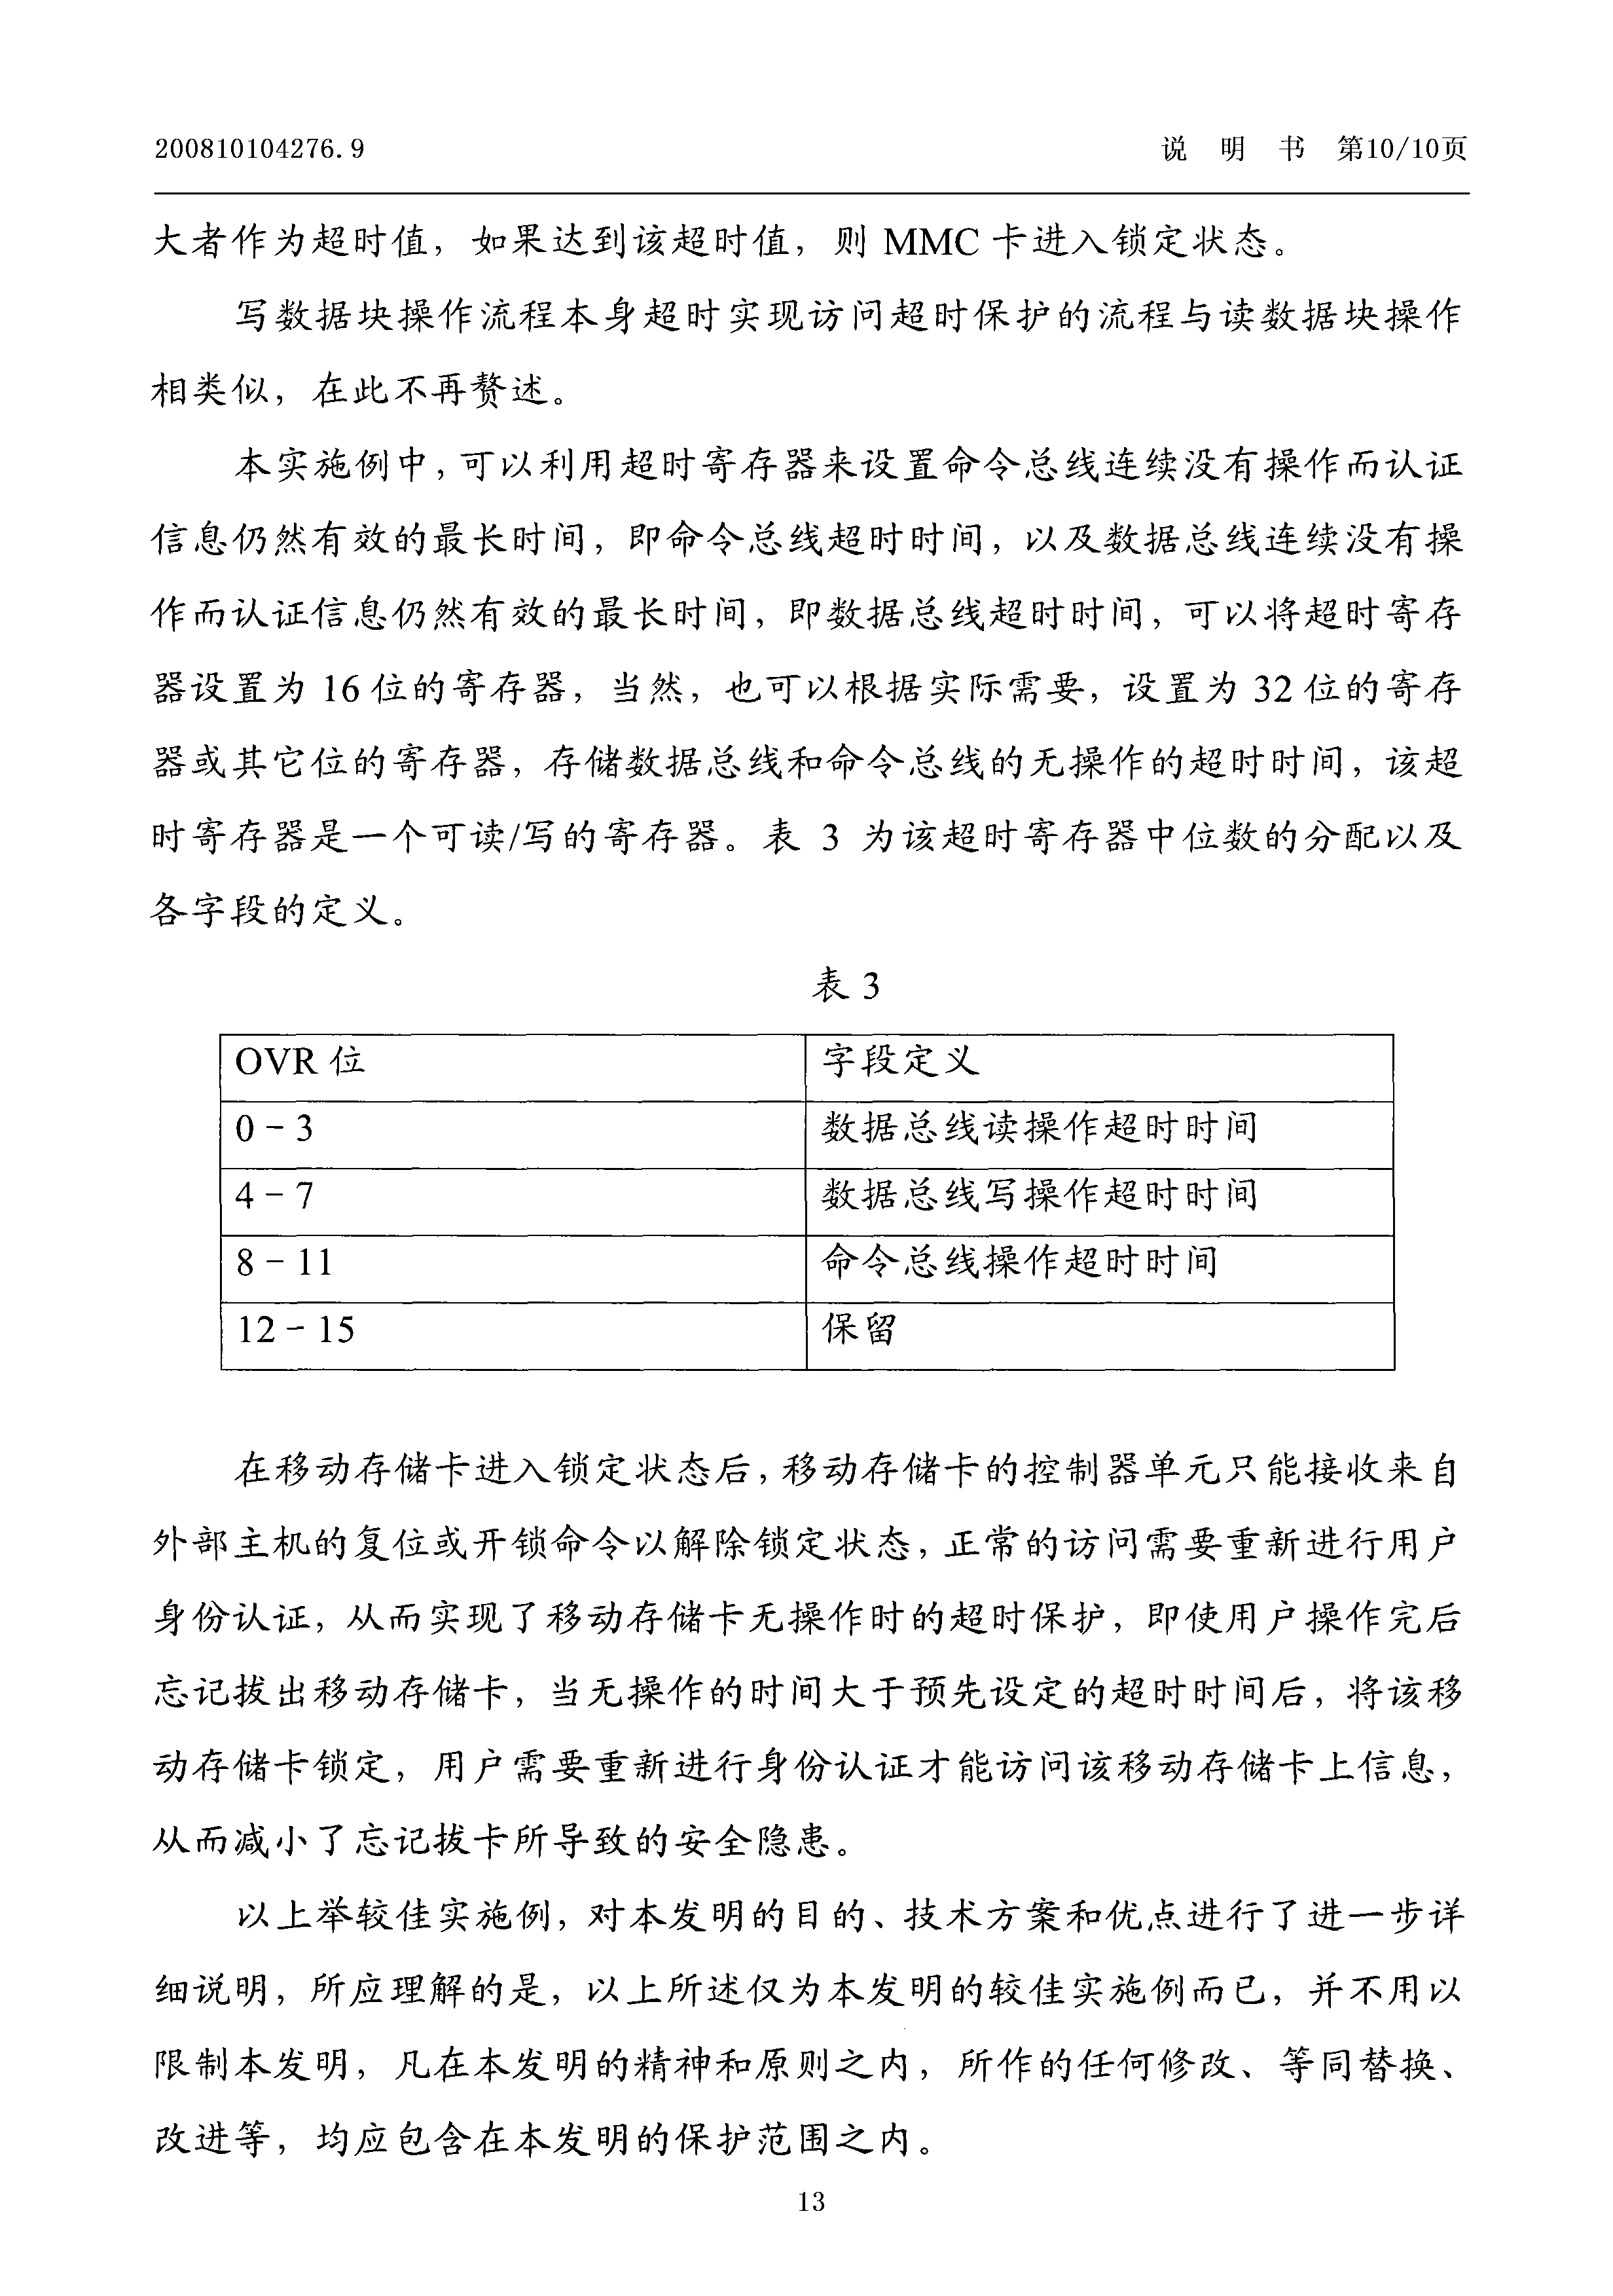 200810104276.9 说 明 书 第10/10页
大者作为超时值，如果达到该超时值，则 MMC 卡进入锁定状态。
写数据块操作流程本身超时实现访问超时保护的流程与读数据块操作
相类似，在此不再赘述。
本实施例中，可以利用超时寄存器来设置命令总线连续没有操作而认证
信息仍然有效的最长时间，即命令总线超时时间，以及数据总线连续没有操
作而认证信息仍然有效的最长时间，即数据总线超时时间，可以将超时寄存
器设置为 16 位的寄存器，当然，也可以根据实际需要，设置为 32 位的寄存
器或其它位的寄存器，存储数据总线和命令总线的无操作的超时时间，该超
时寄存器是一个可读/写的寄存器。表 3 为该超时寄存器中位数的分配以及
各字段的定义。
表 3
OVR 位 字段定义
0－3 数据总线读操作超时时间
4－7 数据总线写操作超时时间
8－11 命令总线操作超时时间
12－15 保留
在移动存储卡进入锁定状态后，移动存储卡的控制器单元只能接收来自
外部主机的复位或开锁命令以解除锁定状态，正常的访问需要重新进行用户
身份认证，从而实现了移动存储卡无操作时的超时保护，即使用户操作完后
忘记拔出移动存储卡，当无操作的时间大于预先设定的超时时间后，将该移
动存储卡锁定，用户需要重新进行身份认证才能访问该移动存储卡上信息，
从而减小了忘记拔卡所导致的安全隐患。
以上举较佳实施例，对本发明的目的、技术方案和优点进行了进一步详
细说明，所应理解的是，以上所述仅为本发明的较佳实施例而已，并不用以
限制本发明，凡在本发明的精神和原则之内，所作的任何修改、等同替换、
改进等，均应包含在本发明的保护范围之内。
13